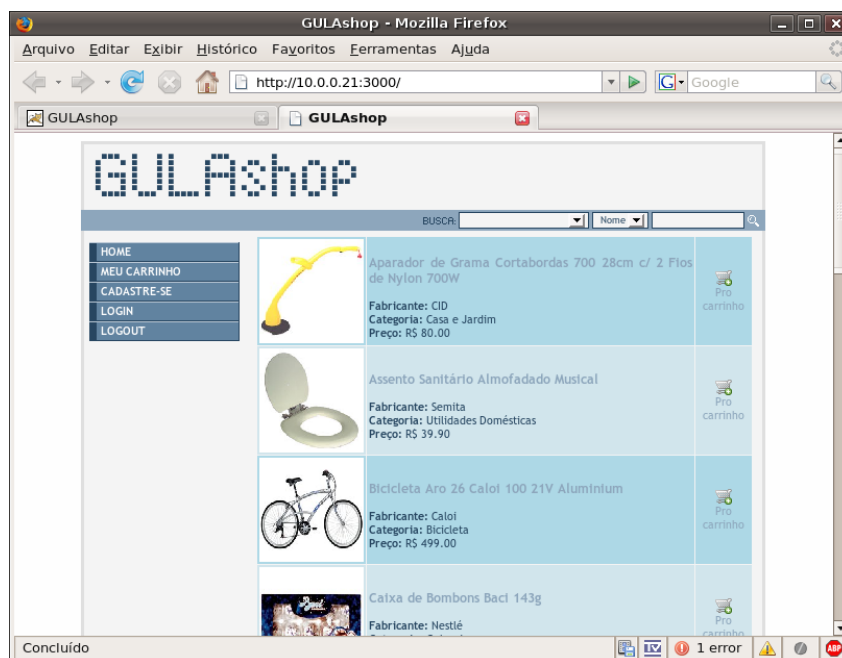 GULAshop - Mozilla Firefox
Arquivo Editar Exibir Histórico Favoritos Ferramentas Ajuda
http://10.0.0.21:3000/
G Google
GULAshop
GULAshop
GULAshop
BUSCA:
Nome
HOME
MEU CARRINHO
CADASTRE-SE
LOGIN
LOGOUT
Aparador de Grama Cortabordas 700 28cm c/ 2 Fios
de Nylon 700W
Fabricante: CID
Categoria: Casa e Jardim
Preço: R$ 80.00
Pro
carrinho
Assento Sanitário Almofadado Musical
Fabricante: Semita
Categoria: Utilidades Domésticas
Preço: R$ 39.90
Pro
carrinho
Bicicleta Aro 26 Caloi 100 21V Aluminium
Fabricante: Caloi
Categoria: Bicicleta
Preço: R$ 499.00
Pro
carrinho
Caixa de Bombons Baci 143g
Fabricante: Nestlé
Pro
carrinho
Concluído
1 error
ABP